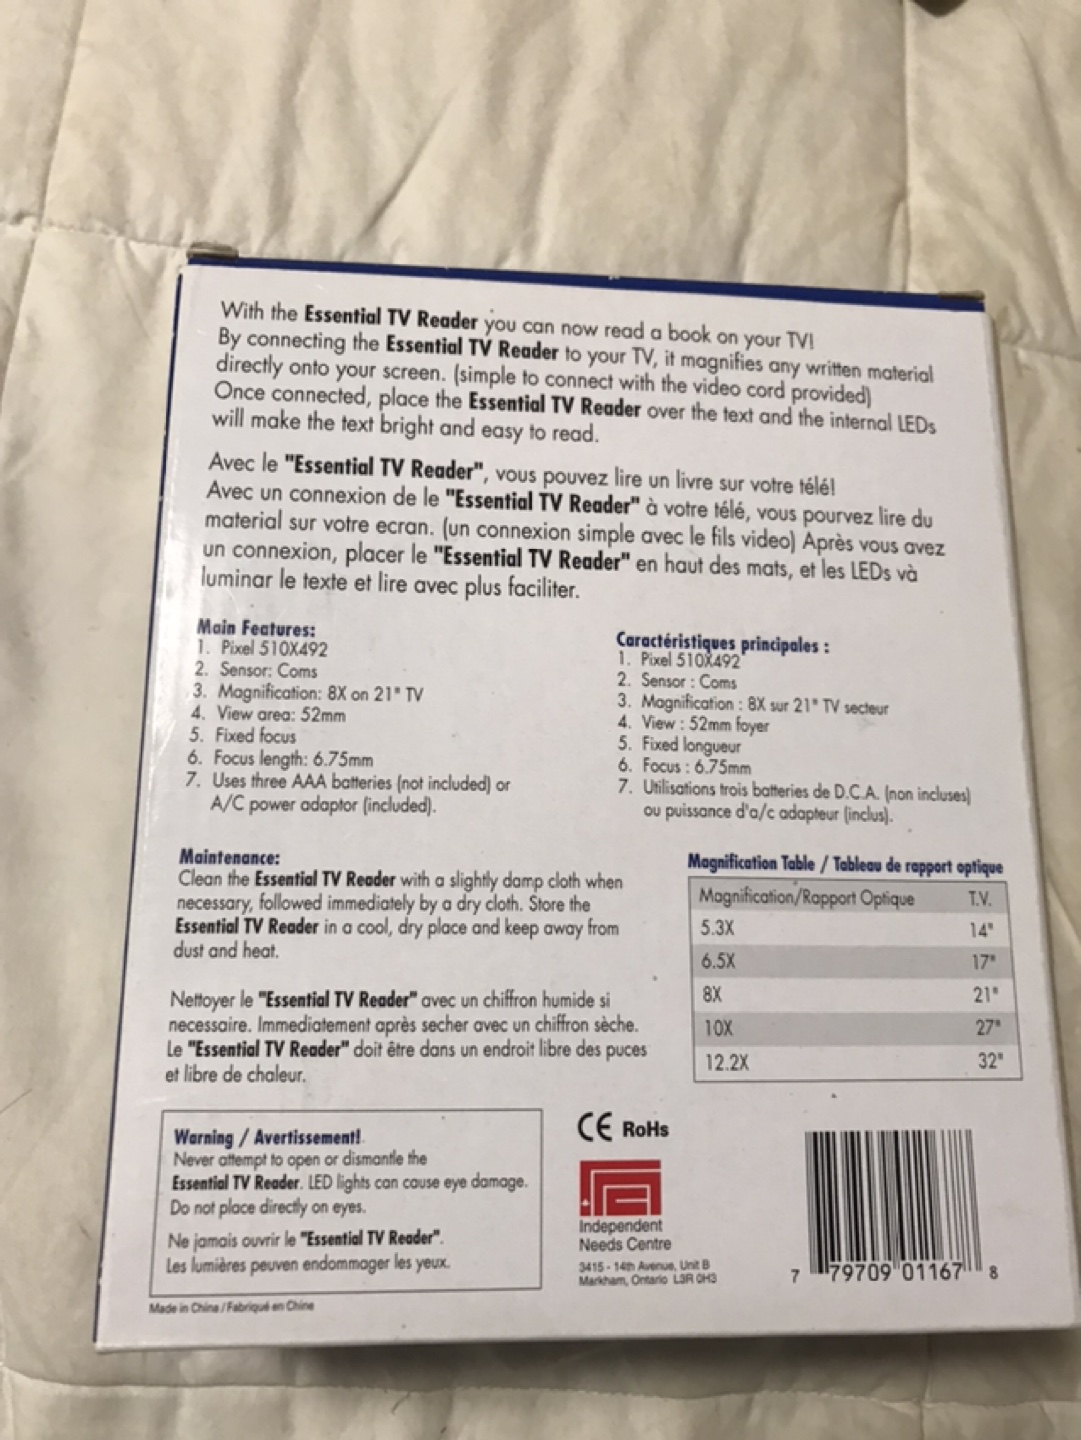 With the Essential TV Reader you can now read a book on your TV!
By connecting the Essential TV Reader to your TV, it magnifies any written material
directly onto your screen. (simple to connect with the video cord provided)
Once connected, place the Essential TV Reader over the text and the internal LEDs
will make the text bright and easy to read.
Avec le "Essential TV Reader", vous pouvez lire un livre sur votre télé!
Avec un connexion de le "Essential TV Reader" à votre télé, vous pourvez lire du
material sur votre ecran. (un connexion simple avec le fils video) Après vous avez
un connexion, placer le "Essential TV Reader" en haut des mats, et les LEDs và
luminar le texte et lire avec plus faciliter.
Main Features:
1. Pixel 510X492
2. Sensor: Coms
3. Magnification: 8X on 21" TV
4. View area: 52mm
5. Fixed focus
6. Focus length: 6.75mm
7. Uses three AAA batteries (not included) or
A/C power adaptor (included).
Caractéristiques principales :
1. Pixel 510X492
2. Sensor : Coms
3. Magnification : 8X sur 21" TV secteur
4. View : 52mm foyer
5. Fixed longueur
6. Focus : 6.75mm
7. Utilisations trois batteries de D.C.A. (non incluses)
ou puissance d'a/c adapteur (inclus).
Maintenance:
Clean the Essential TV Reader with a slightly damp cloth when
necessary, followed immediately by a dry cloth. Store the
Essential TV Reader in a cool, dry place and keep away from
dust and heat.
Nettoyer le "Essential TV Reader" avec un chiffron humide si
necessaire. Immediatement après secher avec un chiffron sèche.
Le "Essential TV Reader" doit être dans un endroit libre des puces
et libre de chaleur.
Magnification Table / Tableau de rapport optique
Magnification/Rapport Optique T.V.
5.3X 14"
6.5X 17"
8X 21"
10X 27"
12.2X 32"
Warning / Avertissement!
Never attempt to open or dismantle the
Essential TV Reader. LED lights can cause eye damage.
Do not place directly on eyes.
Ne jamais ouvrir le "Essential TV Reader".
Les lumières peuven endommager les yeux.
Made in China / Fabriqué en Chine
CE RoHs
Independent
Needs Centre
3415 - 14th Avenue, Unit B
Markham, Ontario L3R 0H3
7 79709 01167 8